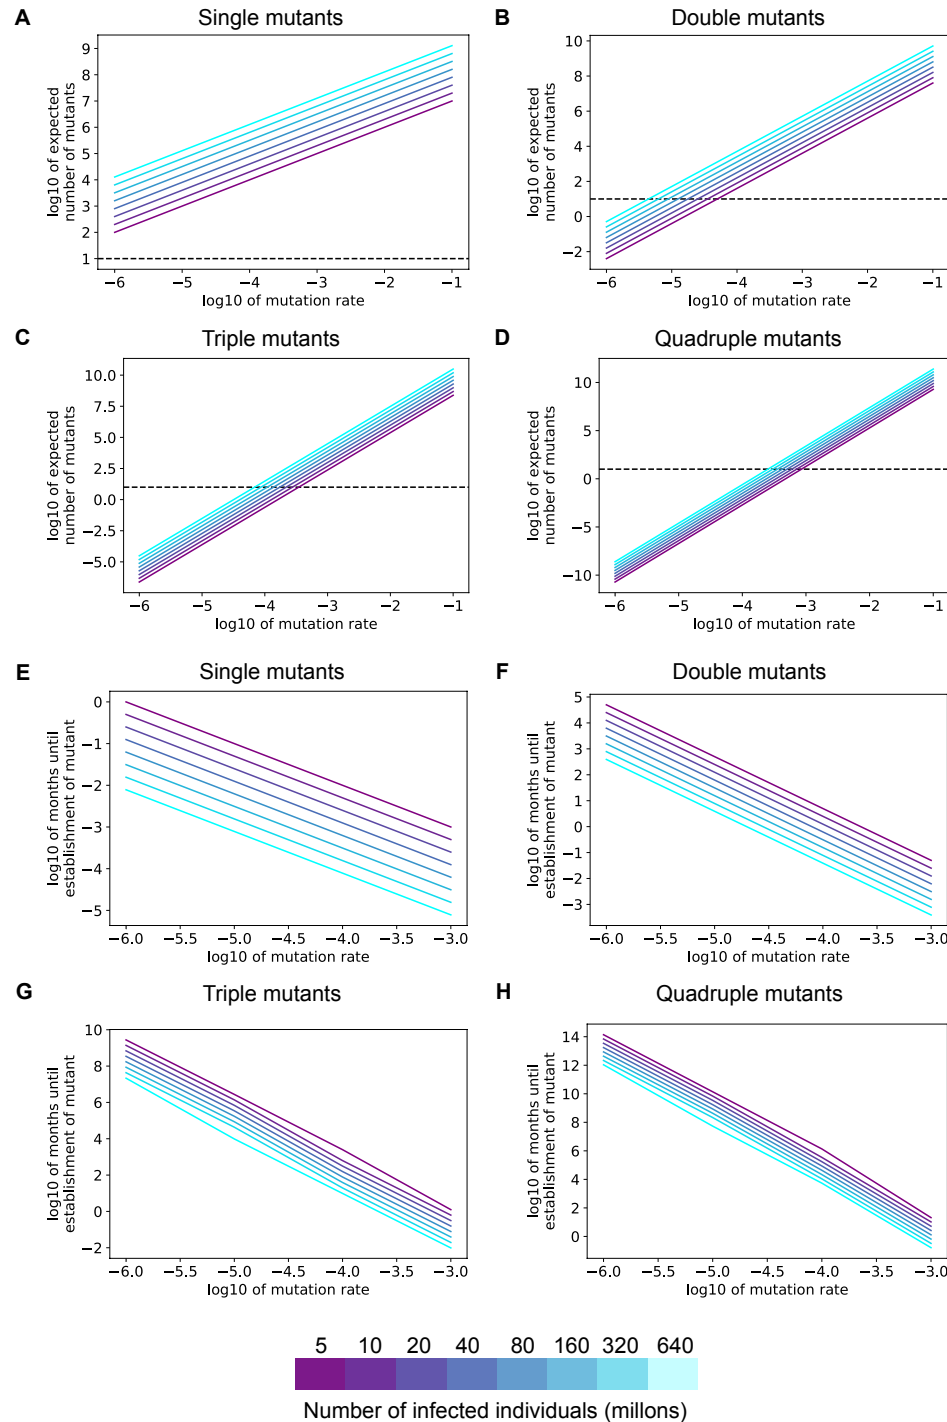 A
Single mutants
9
8
7
6
5
4
3
2
1
log10 of expected
number of mutants
−6 −5 −4 −3 −2 −1
log10 of mutation rate
B
Double mutants
10
8
6
4
2
0
−2
log10 of expected
number of mutants
−6 −5 −4 −3 −2 −1
log10 of mutation rate
C
Triple mutants
10.0
7.5
5.0
2.5
0.0
−2.5
−5.0
log10 of expected
number of mutants
−6 −5 −4 −3 −2 −1
log10 of mutation rate
D
Quadruple mutants
10
5
0
−5
−10
log10 of expected
number of mutants
−6 −5 −4 −3 −2 −1
log10 of mutation rate
E
Single mutants
0
−1
−2
−3
−4
−5
log10 of months until
establishment of mutant
−6.0 −5.5 −5.0 −4.5 −4.0 −3.5 −3.0
log10 of mutation rate
F
Double mutants
5
4
3
2
1
0
−1
−2
−3
log10 of months until
establishment of mutant
−6.0 −5.5 −5.0 −4.5 −4.0 −3.5 −3.0
log10 of mutation rate
G
Triple mutants
10
8
6
4
2
0
−2
log10 of months until
establishment of mutant
−6.0 −5.5 −5.0 −4.5 −4.0 −3.5 −3.0
log10 of mutation rate
H
Quadruple mutants
14
12
10
8
6
4
2
0
log10 of months until
establishment of mutant
−6.0 −5.5 −5.0 −4.5 −4.0 −3.5 −3.0
log10 of mutation rate
5 10 20 40 80 160 320 640
Number of infected individuals (millons)